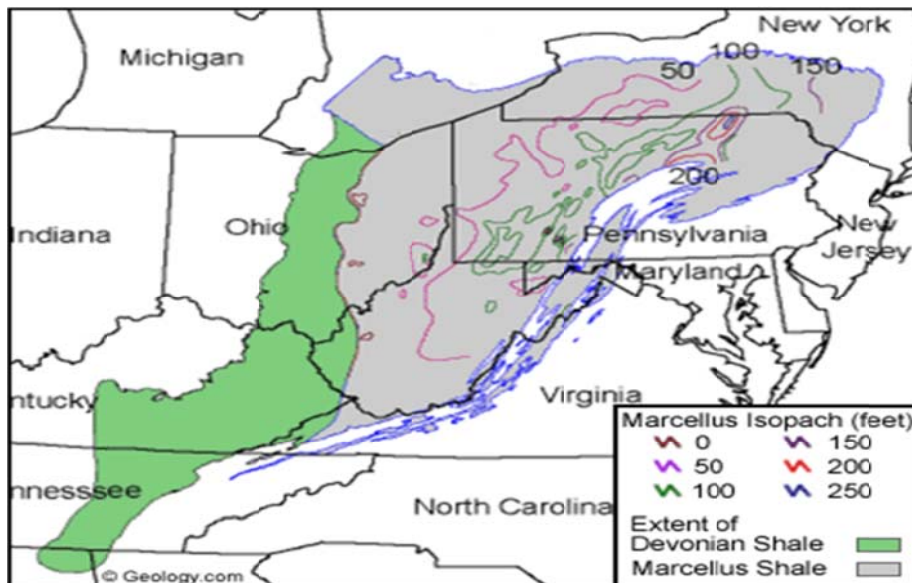 New York
Michigan
100
50
150
200
Ohio
Pennsylvania
New
Jersey
Indiana
Maryland
Virginia
ntucky
nnesssee
North Carolina
© Geology.com
Marcellus Isopach (feet)
0 150
50 200
100 250
Extent of
Devonian Shale
Marcellus Shale